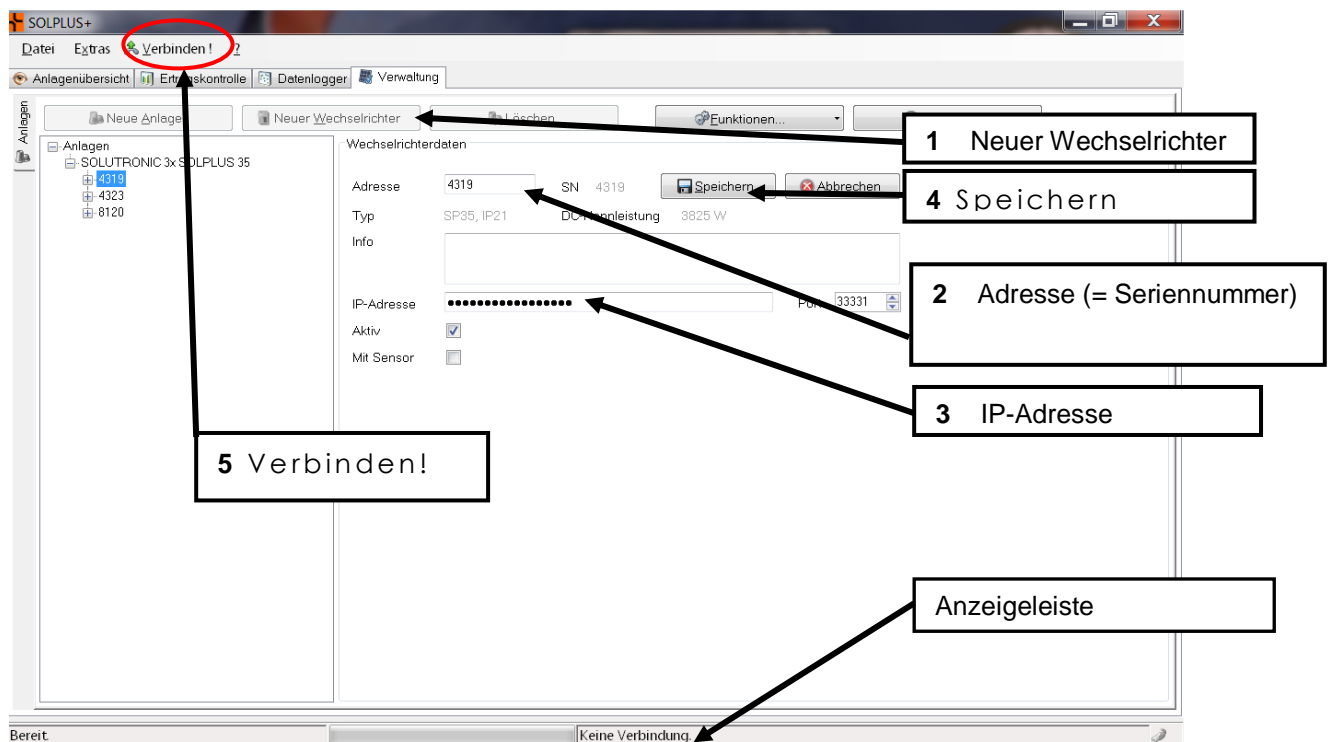 SOLPLUS+
Datei Extras Verbinden ! ?
Anlagenübersicht Ertragskontrolle Datenlogger Verwaltung
Anlagen
Neue Anlage Neuer Wechselrichter Löschen Funktionen...
1 Neuer Wechselrichter
Anlagen
SOLUTRONIC 3x SOLPLUS 35
4319
4323
8120
Wechselrichterdaten
Adresse 4319 SN 4319 Speichern Abbrechen
4 Speichern
Typ SP35, IP21 DC-Nennleistung 3825 W
Info
2 Adresse (= Seriennummer)
IP-Adresse ●●●●●●●●●●●●●●●●● Port 33331
Aktiv
Mit Sensor
3 IP-Adresse
5 Verbinden!
Anzeigeleiste
Bereit. Keine Verbindung.